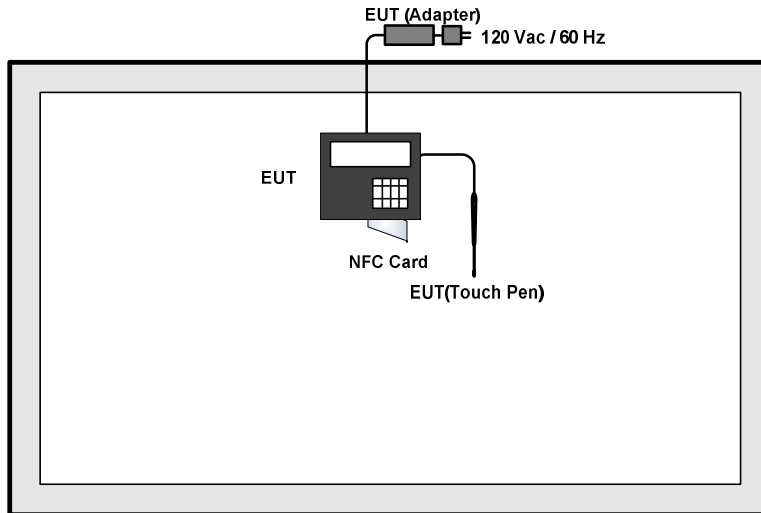 EUT (Adapter)
120 Vac / 60 Hz
EUT
NFC Card
EUT(Touch Pen)